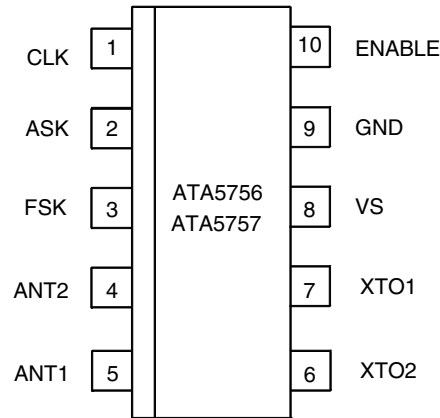 CLK 1 10 ENABLE
ASK 2 9 GND
ATA5756
FSK 3 8 VS
ATA5757
ANT2 4 7 XTO1
ANT1 5 6 XTO2